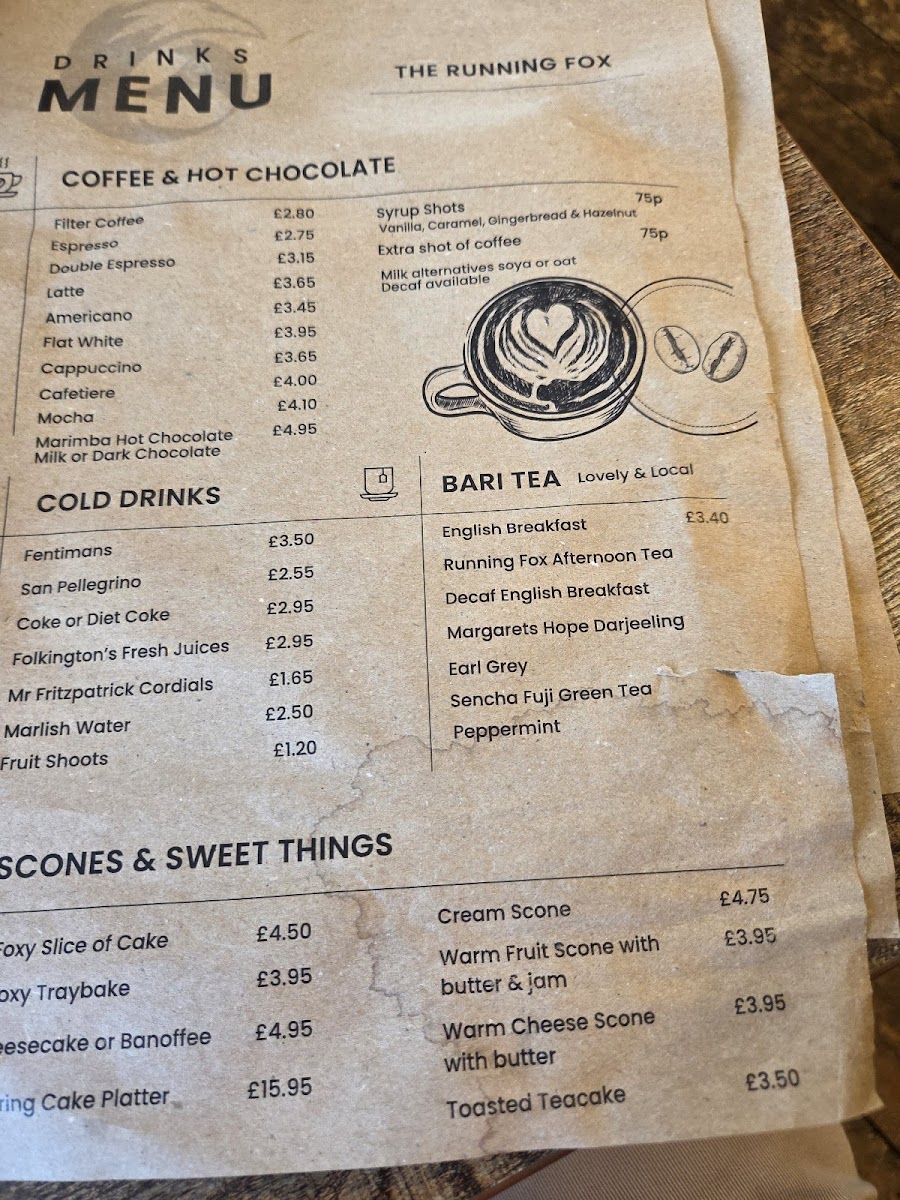 DRINKS
MENU
THE RUNNING FOX
COFFEE & HOT CHOCOLATE
Filter Coffee £2.80
Espresso £2.75
Double Espresso £3.15
Latte £3.65
Americano £3.45
Flat White £3.95
Cappuccino £3.65
Cafetiere £4.00
Mocha £4.10
Marimba Hot Chocolate £4.95
Milk or Dark Chocolate
Syrup Shots 75p
Vanilla, Caramel, Gingerbread & Hazelnut
Extra shot of coffee 75p
Milk alternatives soya or oat
Decaf available
COLD DRINKS
Fentimans £3.50
San Pellegrino £2.55
Coke or Diet Coke £2.95
Folkington's Fresh Juices £2.95
Mr Fritzpatrick Cordials £1.65
Marlish Water £2.50
Fruit Shoots £1.20
BARI TEA Lovely & Local
English Breakfast £3.40
Running Fox Afternoon Tea
Decaf English Breakfast
Margarets Hope Darjeeling
Earl Grey
Sencha Fuji Green Tea
Peppermint
SCONES & SWEET THINGS
Foxy Slice of Cake £4.50
oxy Traybake £3.95
eesecake or Banoffee £4.95
ring Cake Platter £15.95
Cream Scone £4.75
Warm Fruit Scone with £3.95
butter & jam
Warm Cheese Scone £3.95
with butter
Toasted Teacake £3.50